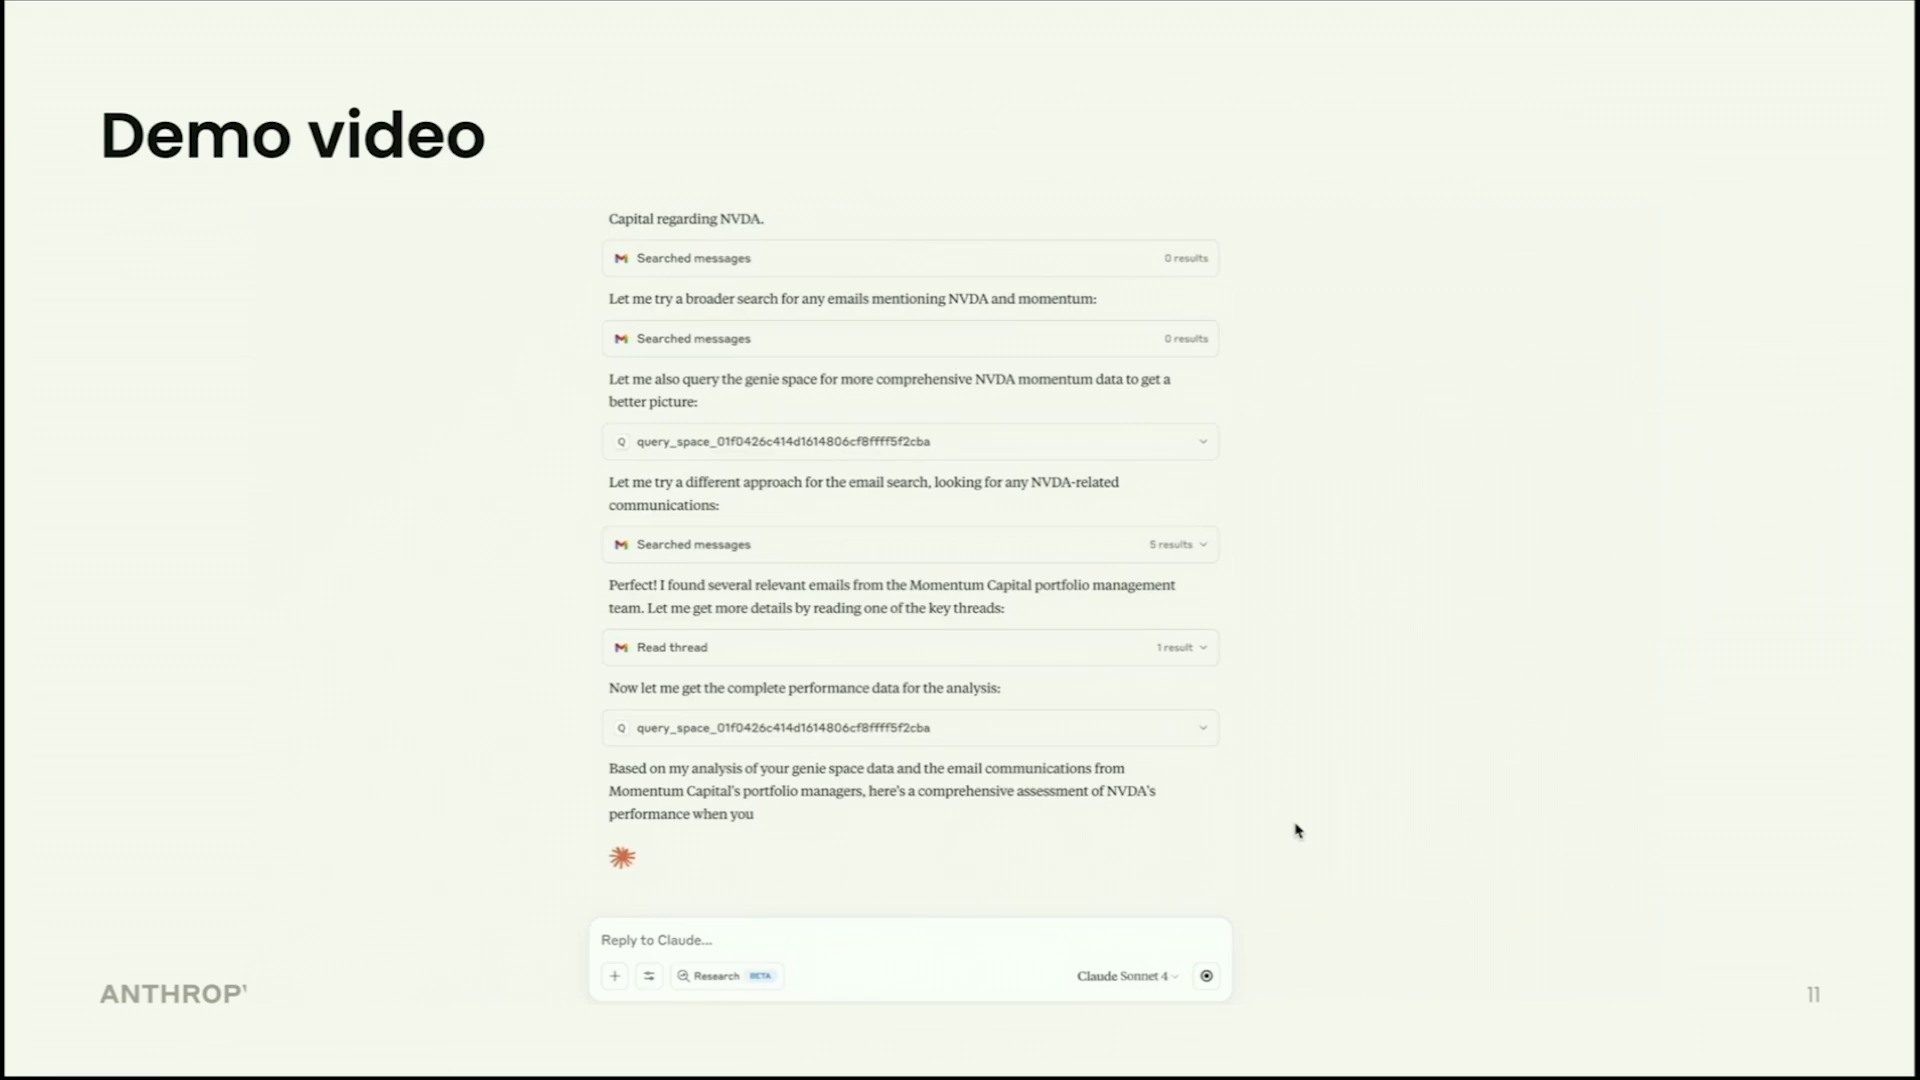 Demo video
Capital regarding NVDA.
Searched messages 0 results
Let me try a broader search for any emails mentioning NVDA and momentum:
Searched messages 0 results
Let me also query the genie space for more comprehensive NVDA momentum data to get a
better picture:
Q query_space_01f0426c414d1614806cf8ffff5f2cba
Let me try a different approach for the email search, looking for any NVDA-related
communications:
Searched messages 5 results
Perfect! I found several relevant emails from the Momentum Capital portfolio management
team. Let me get more details by reading one of the key threads:
Read thread 1 result
Now let me get the complete performance data for the analysis:
Q query_space_01f0426c414d1614806cf8ffff5f2cba
Based on my analysis of your genie space data and the email communications from
Momentum Capital's portfolio managers, here's a comprehensive assessment of NVDA's
performance when you
Reply to Claude...
Research BETA Claude Sonnet 4
ANTHROP
11